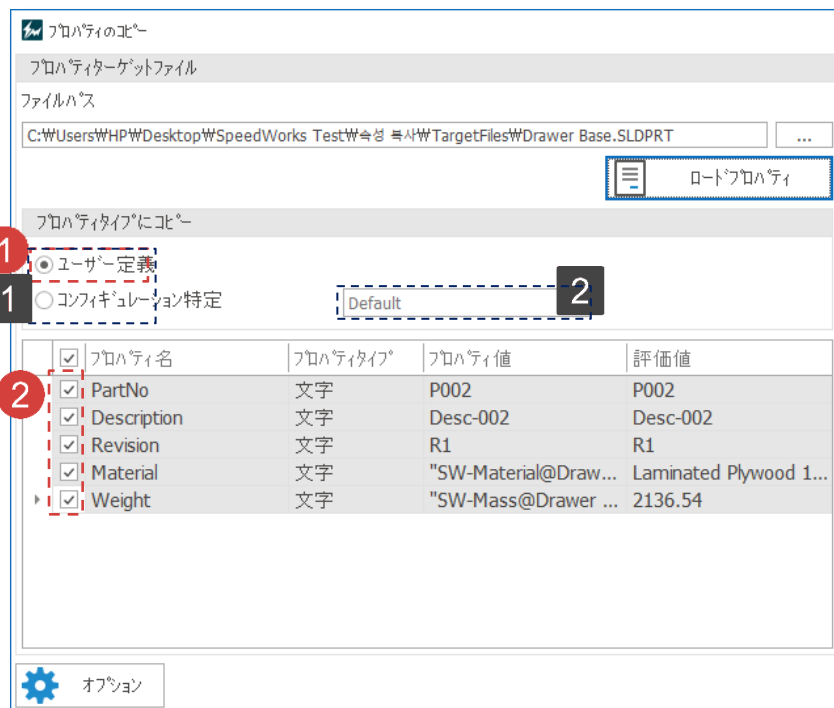 プロパティのコピー
プロパティターゲットファイル
ファイルパス
C:₩Users₩HP₩Desktop₩SpeedWorks Test₩속성 복사₩TargetFiles₩Drawer Base.SLDPRT ...
ロードプロパティ
プロパティタイプにコピー
1 ユーザー定義
1 コンフィギュレーション特定 Default 2
プロパティ名 プロパティタイプ プロパティ値 評価値
2 PartNo 文字 P002 P002
Description 文字 Desc-002 Desc-002
Revision 文字 R1 R1
Material 文字 "SW-Material@Draw... Laminated Plywood 1...
Weight 文字 "SW-Mass@Drawer ... 2136.54
オプション